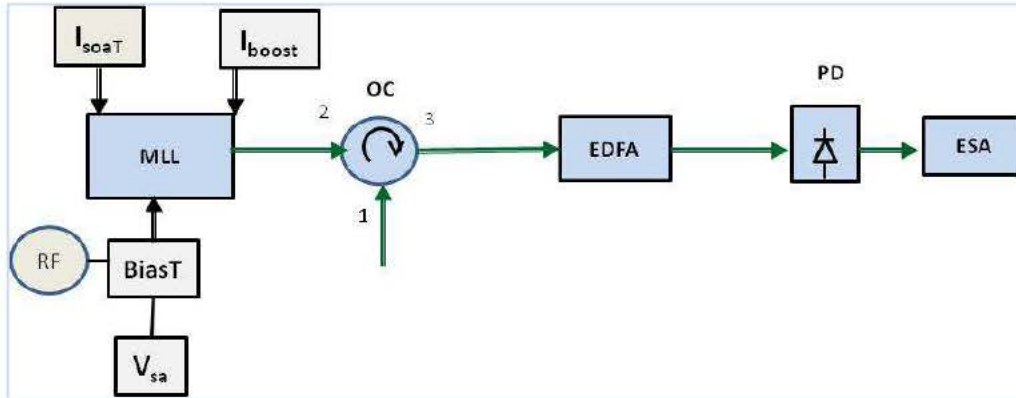 I_soaT
I_boost
PD
OC
2
3
MLL
EDFA
ESA
1
RF
BiasT
V_sa